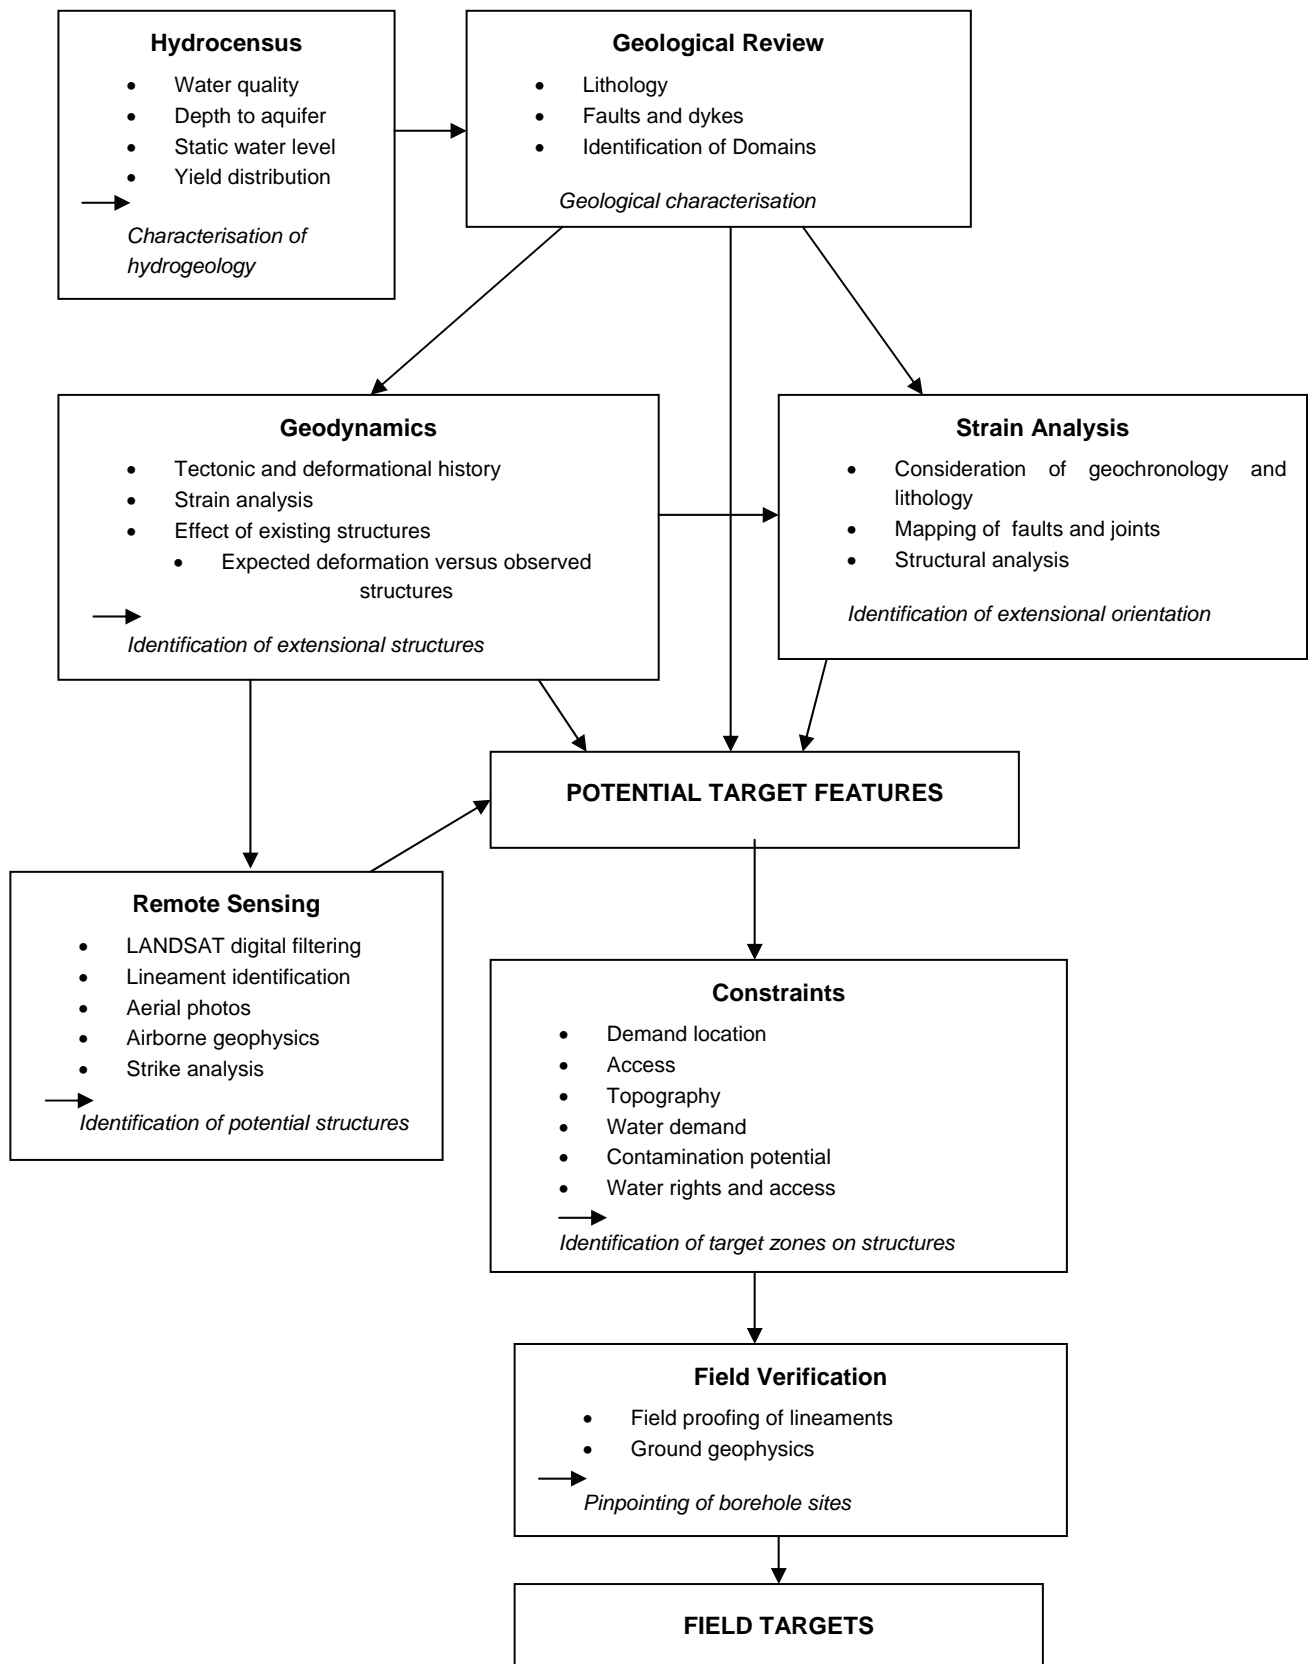 Hydrocensus
• Water quality
• Depth to aquifer
• Static water level
• Yield distribution
Characterisation of
hydrogeology
Geological Review
• Lithology
• Faults and dykes
• Identification of Domains
Geological characterisation
Geodynamics
• Tectonic and deformational history
• Strain analysis
• Effect of existing structures
• Expected deformation versus observed
structures
Identification of extensional structures
Strain Analysis
• Consideration of geochronology and
lithology
• Mapping of faults and joints
• Structural analysis
Identification of extensional orientation
POTENTIAL TARGET FEATURES
Remote Sensing
• LANDSAT digital filtering
• Lineament identification
• Aerial photos
• Airborne geophysics
• Strike analysis
Identification of potential structures
Constraints
• Demand location
• Access
• Topography
• Water demand
• Contamination potential
• Water rights and access
Identification of target zones on structures
Field Verification
• Field proofing of lineaments
• Ground geophysics
Pinpointing of borehole sites
FIELD TARGETS